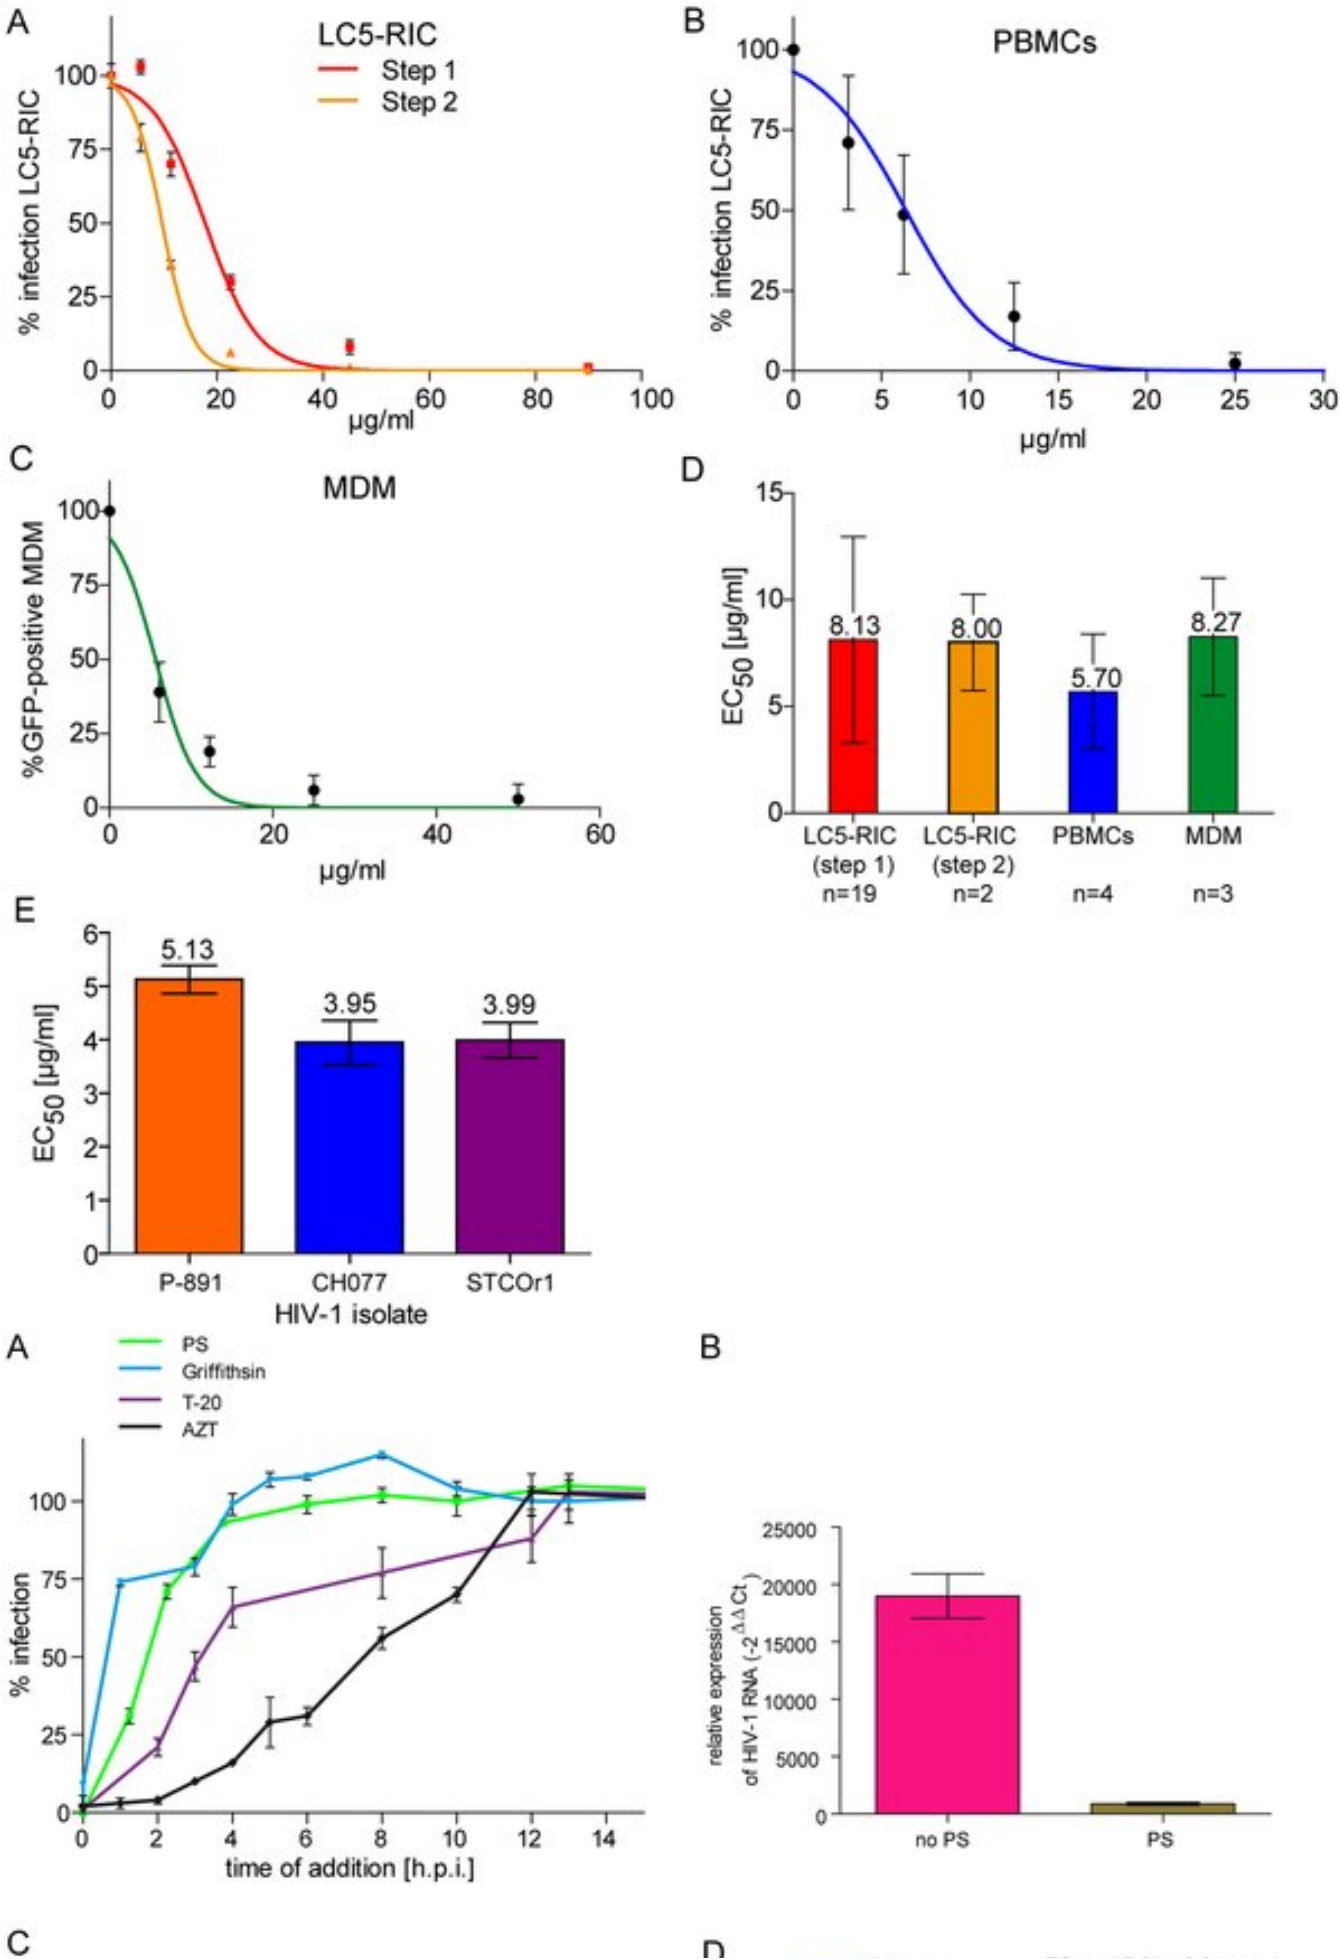 A
LC5-RIC
Step 1
Step 2
% infection LC5-RIC
100
75
50
25
0
0 20 40 60 80 100
µg/ml
B
PBMCs
% infection LC5-RIC
100
75
50
25
0
0 5 10 15 20 25 30
µg/ml
C
MDM
%GFP-positive MDM
100
75
50
25
0
0 20 40 60
µg/ml
D
EC50 [µg/ml]
15
10
5
0
8.13 8.00 5.70 8.27
LC5-RIC LC5-RIC PBMCs MDM
(step 1) (step 2)
n=19 n=2 n=4 n=3
E
EC50 [µg/ml]
6
5
4
3
2
1
0
5.13 3.95 3.99
P-891 CH077 STCOr1
HIV-1 isolate
A
PS
Griffithsin
T-20
AZT
% infection
100
75
50
25
0
0 2 4 6 8 10 12 14
time of addition [h.p.i.]
B
relative expression
of HIV-1 RNA (-2ΔΔCt)
25000
20000
15000
10000
5000
0
no PS PS
C
D